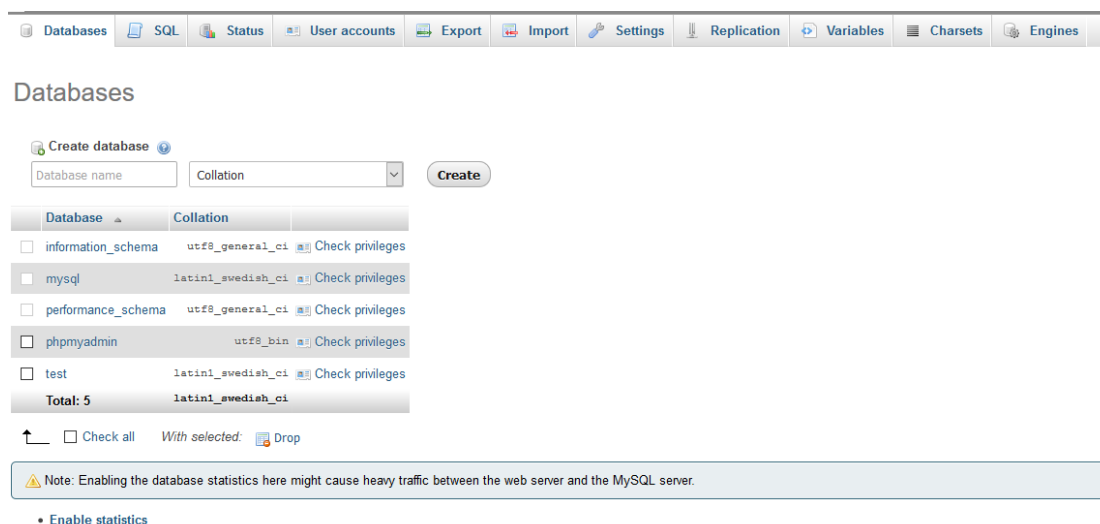 Databases SQL Status User accounts Export Import Settings Replication Variables Charsets Engines
Databases
Create database
Database name Collation Create
Database Collation
information_schema utf8_general_ci Check privileges
mysql latin1_swedish_ci Check privileges
performance_schema utf8_general_ci Check privileges
phpmyadmin utf8_bin Check privileges
test latin1_swedish_ci Check privileges
Total: 5 latin1_swedish_ci
Check all With selected: Drop
Note: Enabling the database statistics here might cause heavy traffic between the web server and the MySQL server.
• Enable statistics